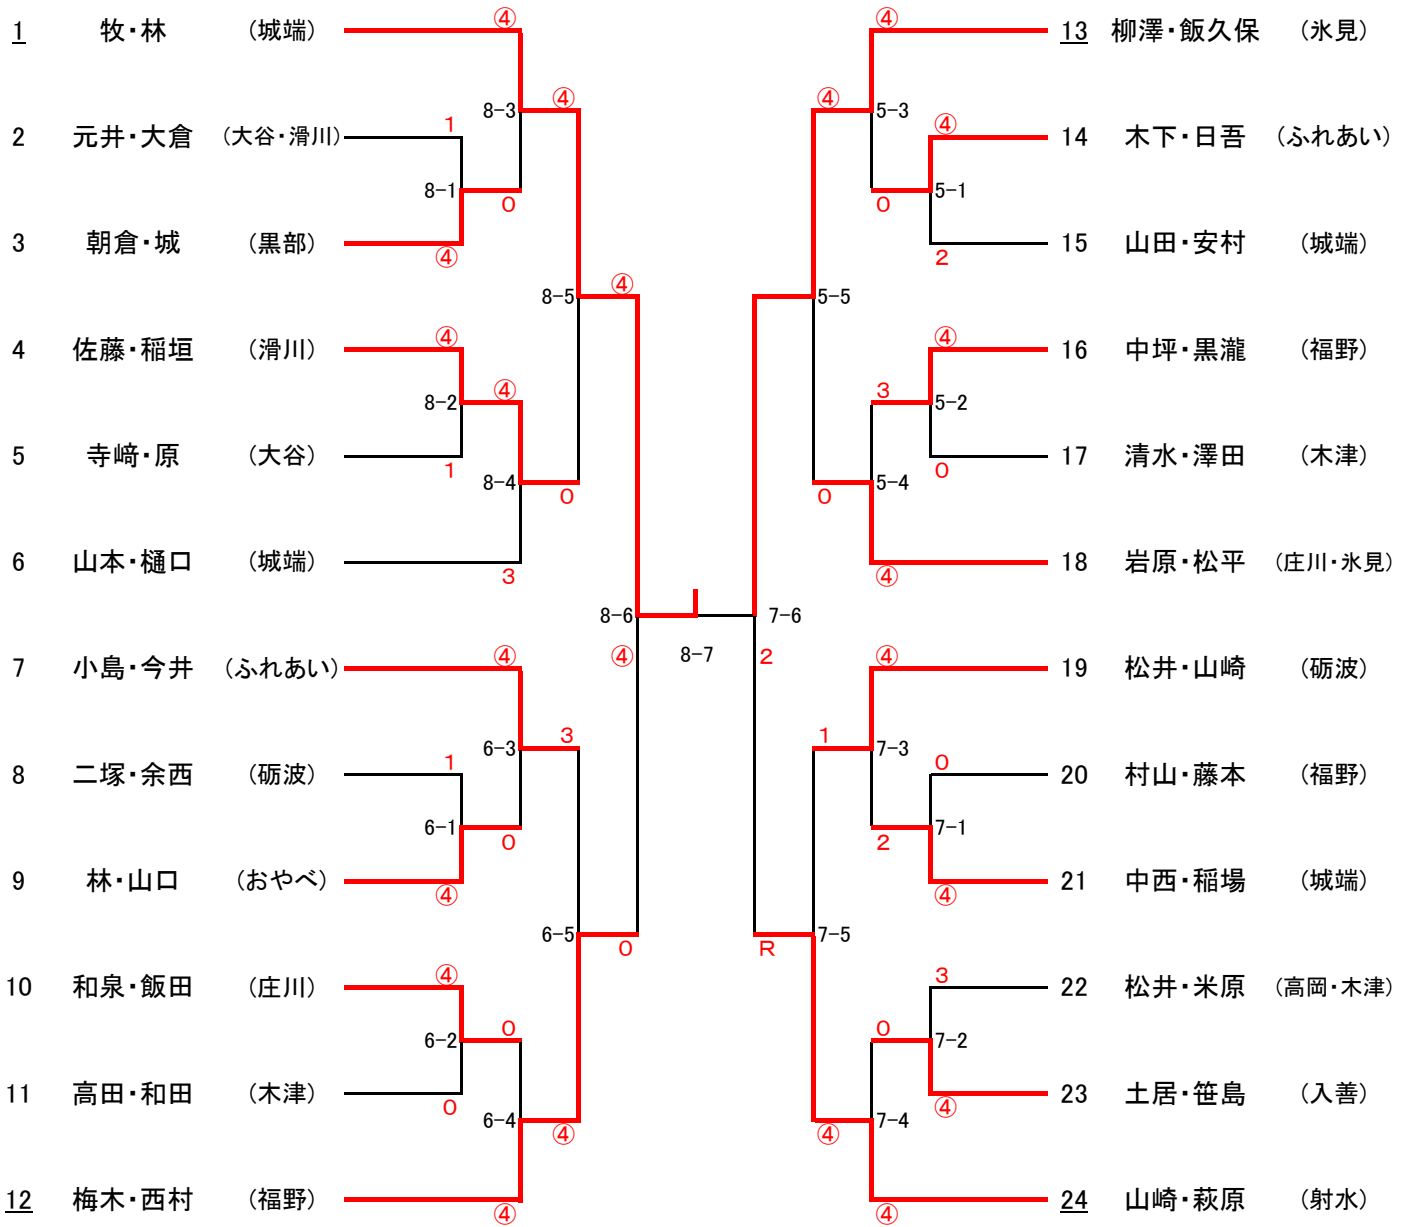 1 牧・林 (城端) ④ ④ 13 柳澤・飯久保 (氷見)
8-3 ④ ④ 5-3
2 元井・大倉 (大谷・滑川) 1 ④ 14 木下・日吾 (ふれあい)
8-1 0 0 5-1
3 朝倉・城 (黒部) ④ 2 15 山田・安村 (城端)
8-5 ④ 5-5
4 佐藤・稲垣 (滑川) ④ ④ 16 中坪・黒瀧 (福野)
8-2 ④ 3 5-2
5 寺﨑・原 (大谷) 1 0 17 清水・澤田 (木津)
8-4 0 0 5-4
6 山本・樋口 (城端) 3 ④ 18 岩原・松平 (庄川・氷見)
8-6 7-6
④ 8-7 2
7 小島・今井 (ふれあい) ④ ④ 19 松井・山崎 (砺波)
6-3 3 1 7-3
8 二塚・余西 (砺波) 1 0 20 村山・藤本 (福野)
6-1 0 2 7-1
9 林・山口 (おやべ) ④ ④ 21 中西・稲場 (城端)
6-5 0 R 7-5
10 和泉・飯田 (庄川) ④ 3 22 松井・米原 (高岡・木津)
6-2 0 0 7-2
11 高田・和田 (木津) 0 ④ 23 土居・笹島 (入善)
6-4 ④ ④ 7-4
12 梅木・西村 (福野) ④ ④ 24 山崎・萩原 (射水)